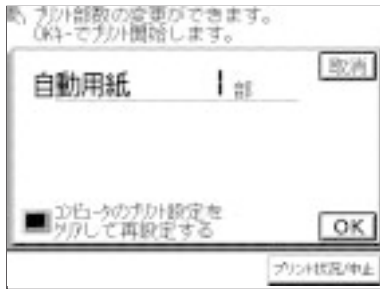 プリント部数の変更ができます。
OKキーでプリント開始します。
取消
自動用紙 1 部
コンピュータのプリント設定を
クリアして再設定する
OK
プリント状況/中止